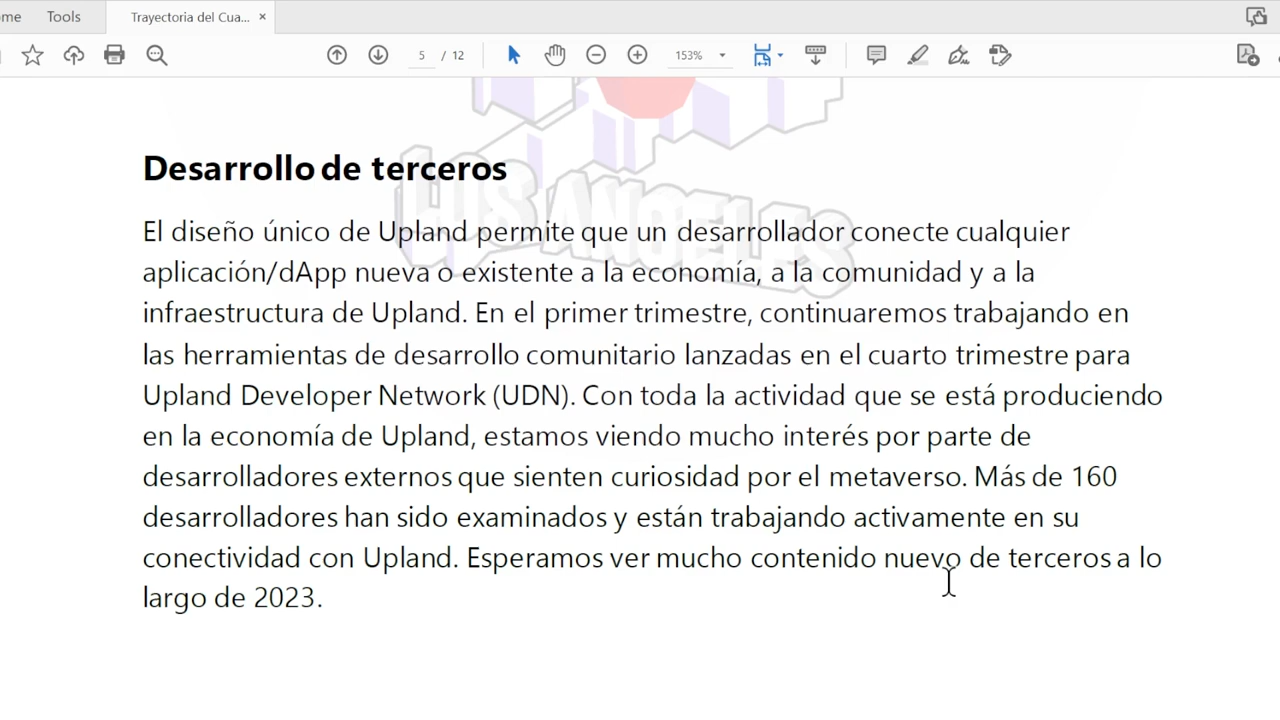 ome Tools Trayectoria del Cua... ×
5 / 12 153%
LOS ANGELES
Desarrollo de terceros
El diseño único de Upland permite que un desarrollador conecte cualquier
aplicación/dApp nueva o existente a la economía, a la comunidad y a la
infraestructura de Upland. En el primer trimestre, continuaremos trabajando en
las herramientas de desarrollo comunitario lanzadas en el cuarto trimestre para
Upland Developer Network (UDN). Con toda la actividad que se está produciendo
en la economía de Upland, estamos viendo mucho interés por parte de
desarrolladores externos que sienten curiosidad por el metaverso. Más de 160
desarrolladores han sido examinados y están trabajando activamente en su
conectividad con Upland. Esperamos ver mucho contenido nuevo de terceros a lo
largo de 2023.